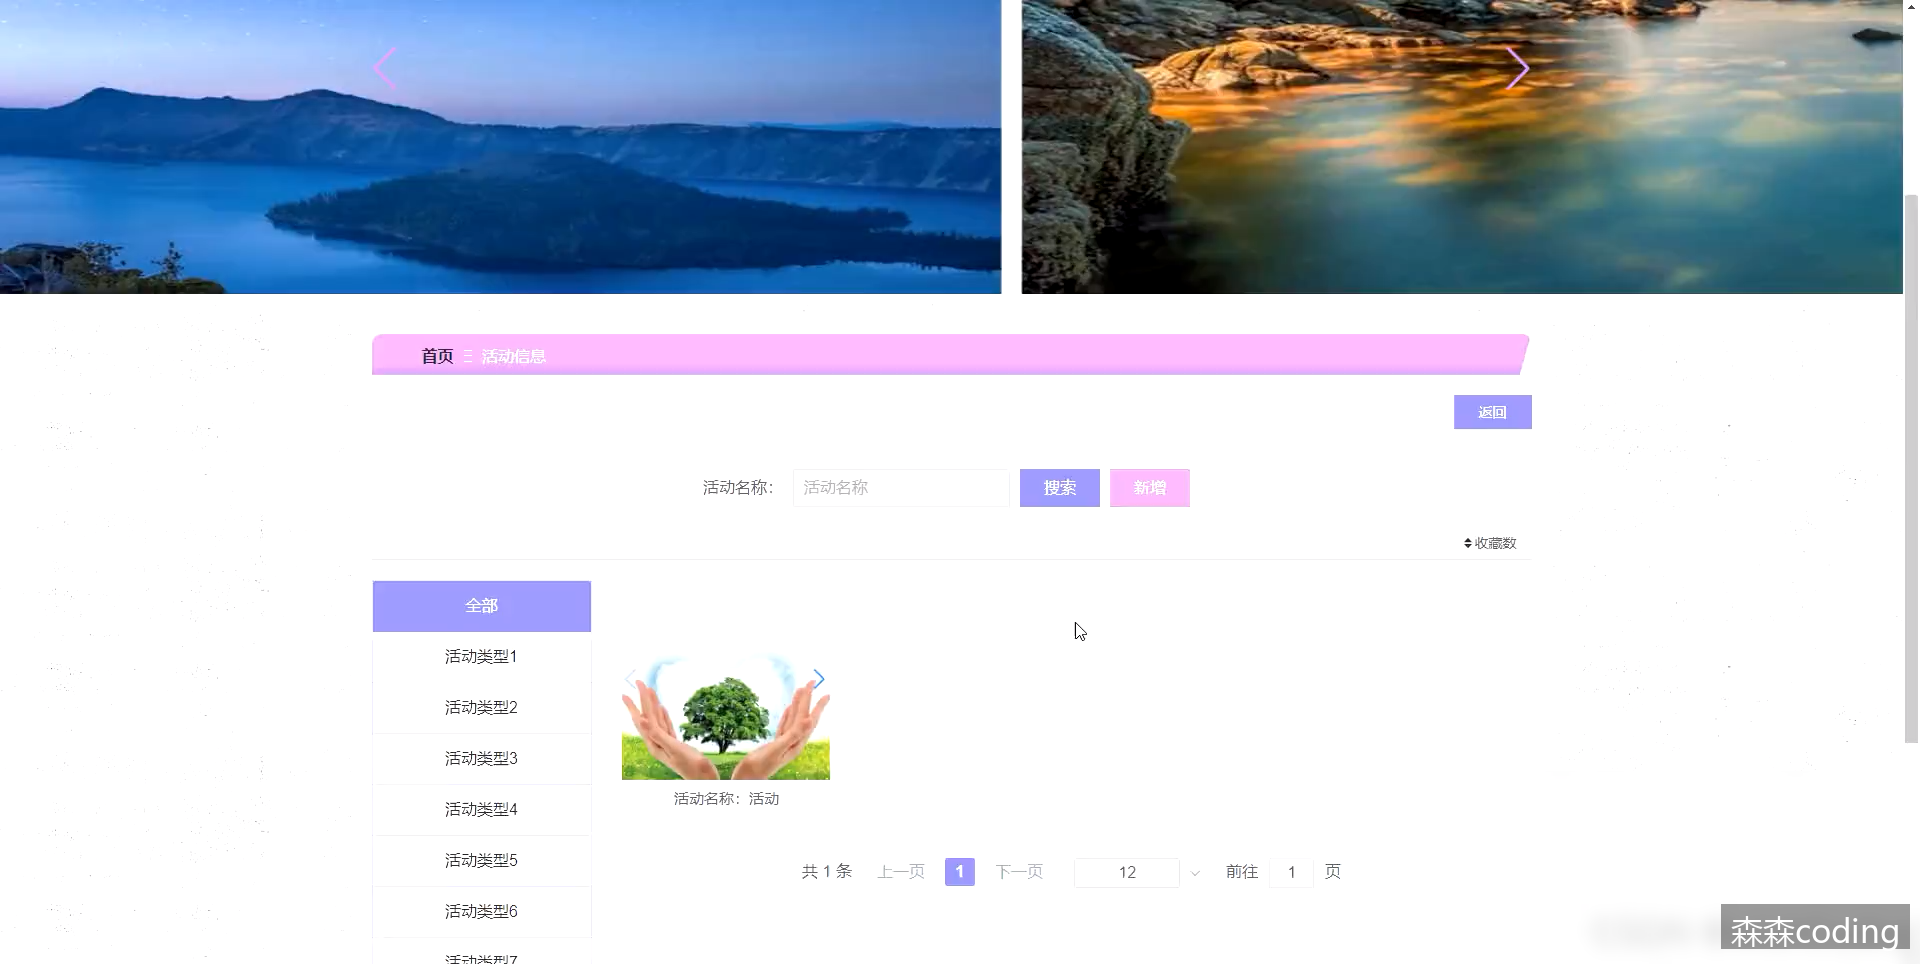 首页 活动信息
返回
活动名称： 活动名称 搜索 新增
收藏数
全部
活动类型1
活动类型2
活动类型3
活动类型4
活动类型5
活动类型6
活动类型7
活动名称：活动
共 1 条 上一页 1 下一页 12 前往 1 页
森森coding